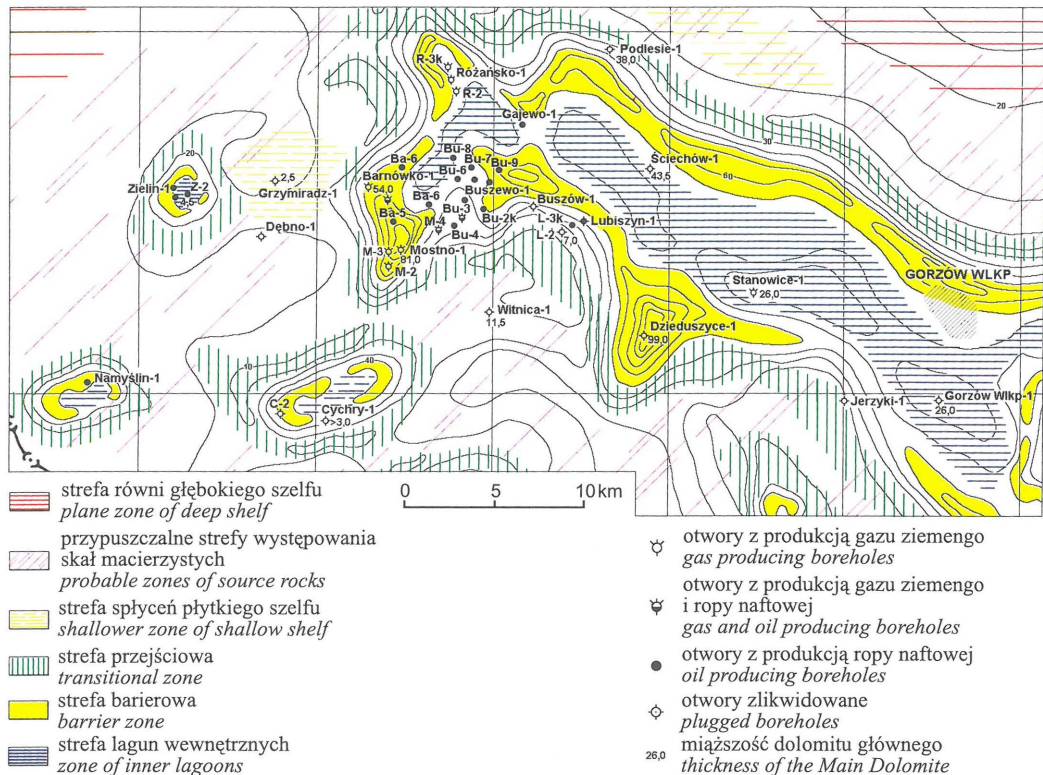 Podlesie-1
38,0
R-3k
Różańsko-1
R-2
20
Gajewo-1
30
Bu-8
Ba-6
Bu-7
Bu-9
Ściechów-1
43,5
20
Barnówko-1
Bu-6
60
2,5
Zielin-1
Z-2
4,5
Grzymiradz-1
54,0
Buszewo-1
Ba-6
Buszów-1
Bu-3
Ba-5
M-4
Bu-2k
L-3k
Lubiszyn-1
Dębno-1
Bu-4
L-2
7,0
M-3
Mostno-1
81,0
M-2
Stanowice-1
26,0
GORZÓW WLKP
Witnica-1
11,5
Dzieduszyce-1
99,0
Namyślin-1
10
40
C-2
Cychry-1
>3,0
Jerzyki-1
Gorzów Wlkp-1
26,0
strefa równi głębokiego szelfu
plane zone of deep shelf
przypuszczalne strefy występowania
skał macierzystych
probable zones of source rocks
strefa spłyceń płytkiego szelfu
shallower zone of shallow shelf
strefa przejściowa
transitional zone
strefa barierowa
barrier zone
strefa lagun wewnętrznych
zone of inner lagoons
0 5 10 km
otwory z produkcją gazu ziemengo
gas producing boreholes
otwory z produkcją gazu ziemengo
i ropy naftowej
gas and oil producing boreholes
otwory z produkcją ropy naftowej
oil producing boreholes
otwory zlikwidowane
plugged boreholes
26,0 miąższość dolomitu głównego
thickness of the Main Dolomite